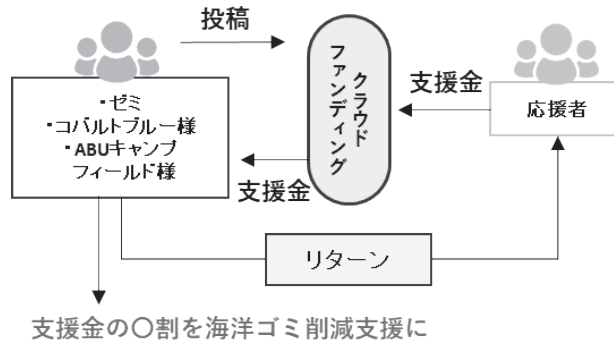 投稿
・ゼミ
・コバルトブルー様
・ABUキャンプ
フィールド様
クラウド
ファンディング
支援金
応援者
支援金
リターン
支援金の〇割を海洋ゴミ削減支援に